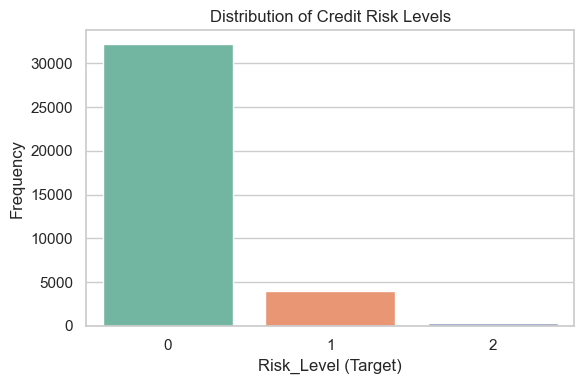 Distribution of Credit Risk Levels
Frequency
30000
25000
20000
15000
10000
5000
0
0 1 2
Risk_Level (Target)